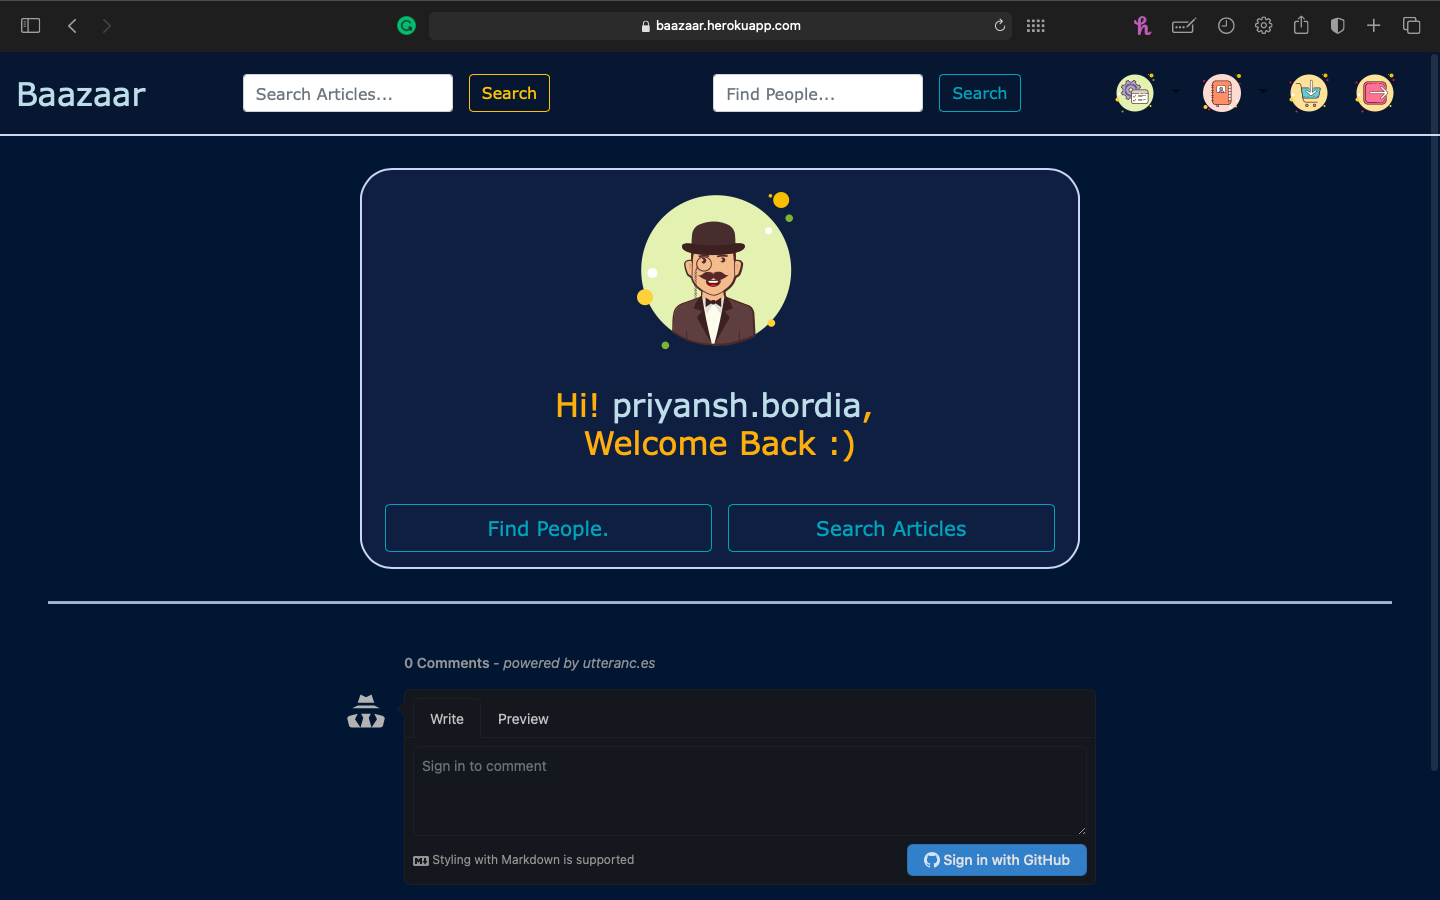 baazaar.herokuapp.com
Baazaar
Search Articles...
Search
Find People...
Search
Hi! priyansh.bordia,
Welcome Back :)
Find People.
Search Articles
0 Comments - powered by utteranc.es
Write
Preview
Sign in to comment
Styling with Markdown is supported
Sign in with GitHub